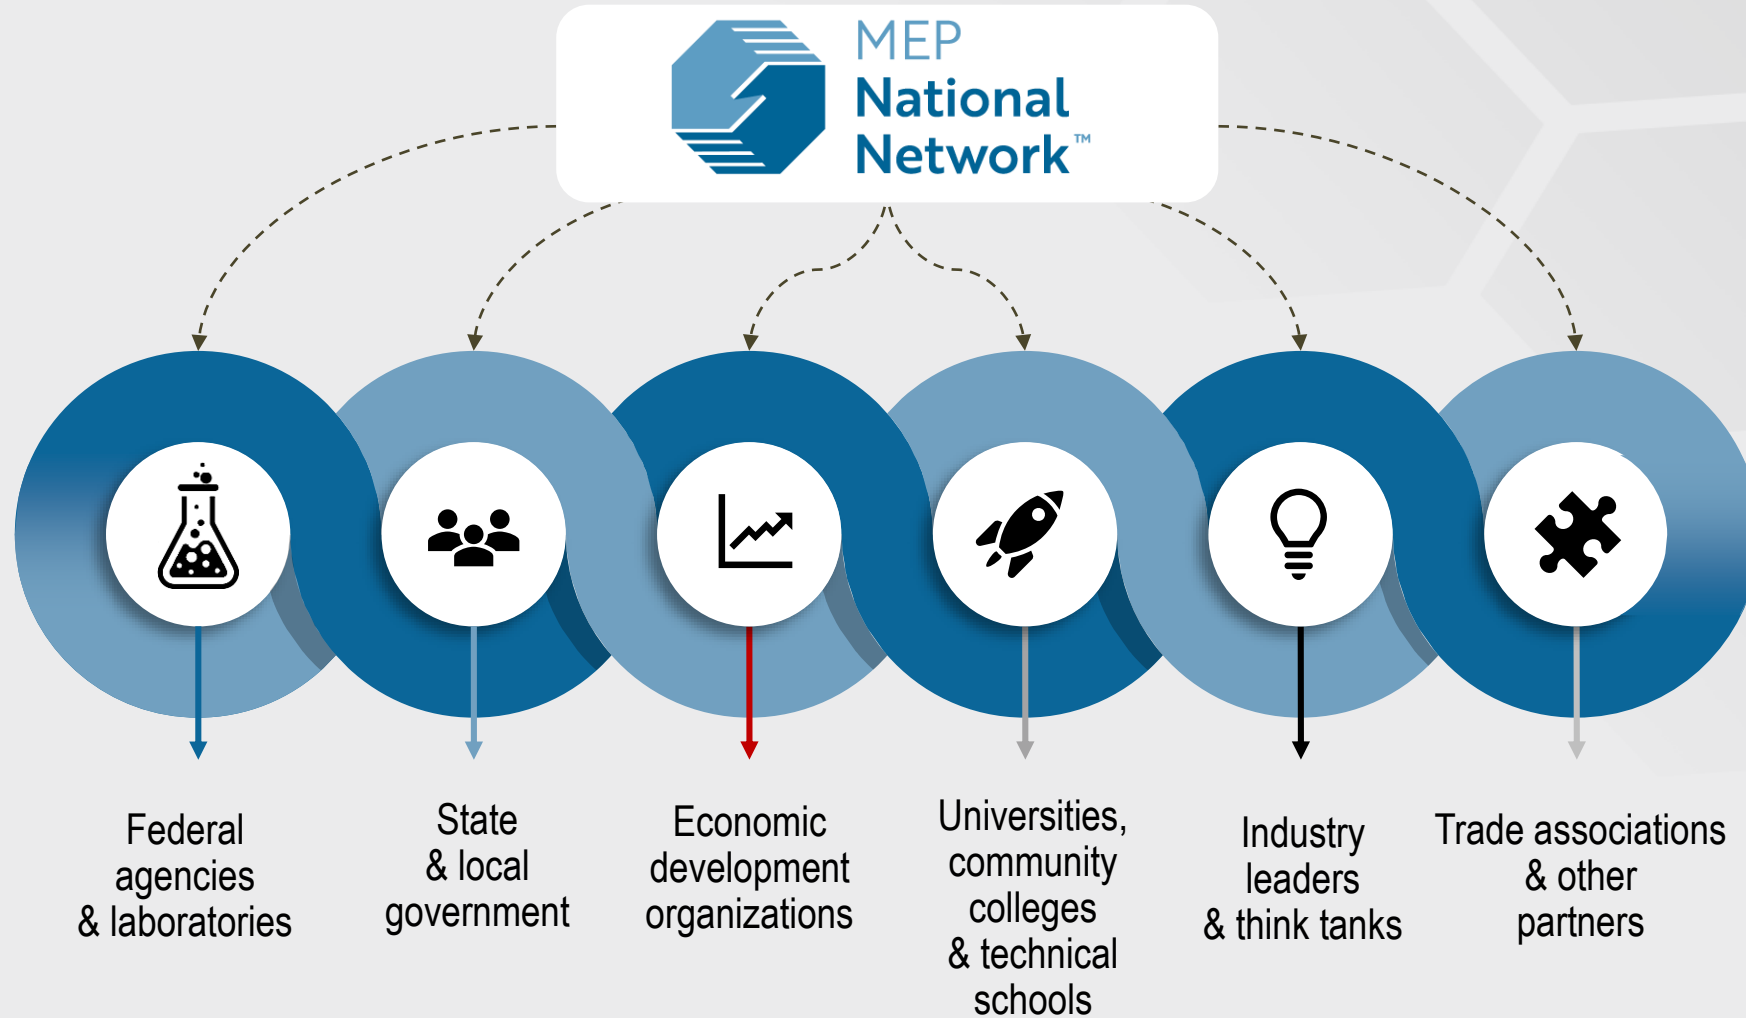 MEP
National
Network™
Federal
agencies
& laboratories
State
& local
government
Economic
development
organizations
Universities,
community
colleges
& technical
schools
Industry
leaders
& think tanks
Trade associations
& other
partners